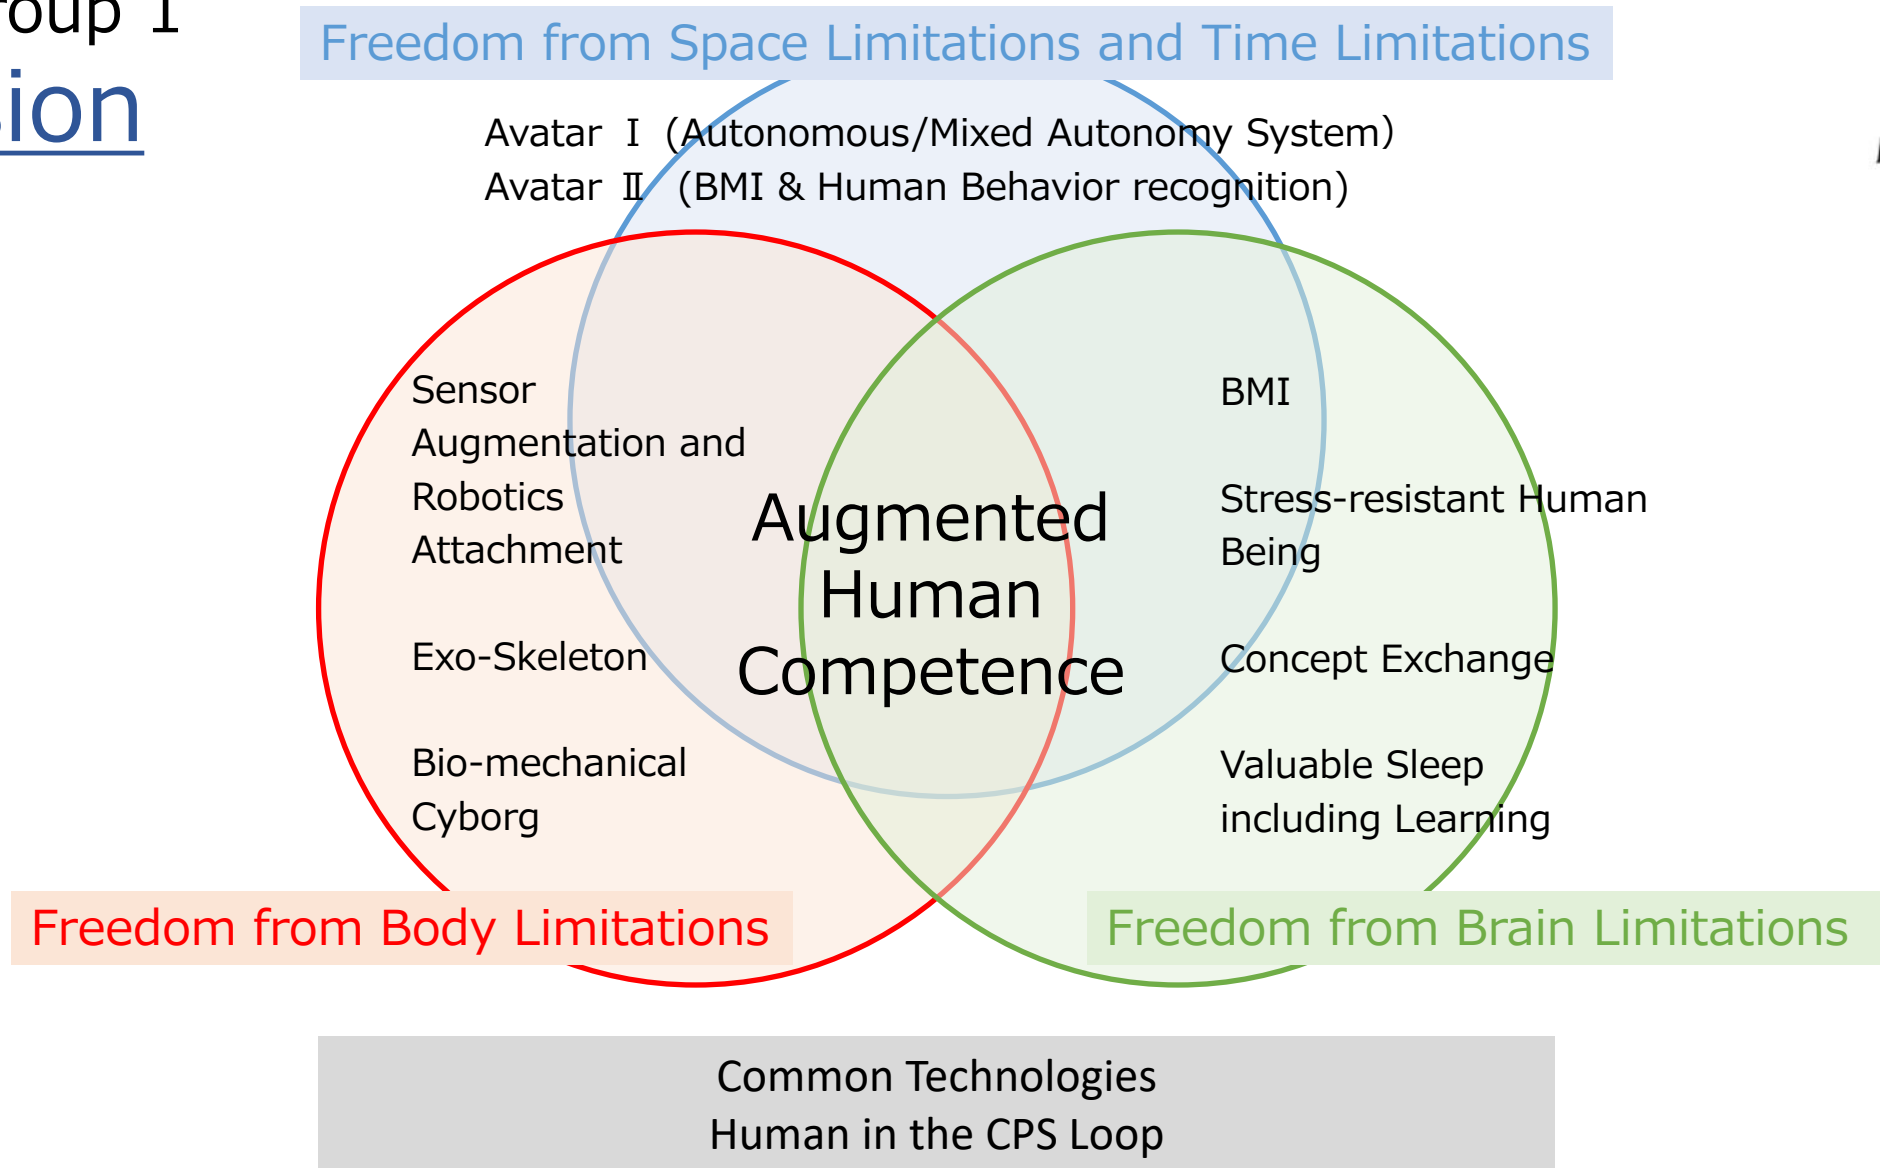 Freedom from Space Limitations and Time Limitations
Avatar Ⅰ (Autonomous/Mixed Autonomy System)
Avatar Ⅱ (BMI & Human Behavior recognition)
Sensor
Augmentation and
Robotics
Attachment
Exo-Skeleton
Bio-mechanical
Cyborg
Augmented
Human
Competence
BMI
Stress-resistant Human
Being
Concept Exchange
Valuable Sleep
including Learning
Freedom from Body Limitations
Freedom from Brain Limitations
Common Technologies
Human in the CPS Loop